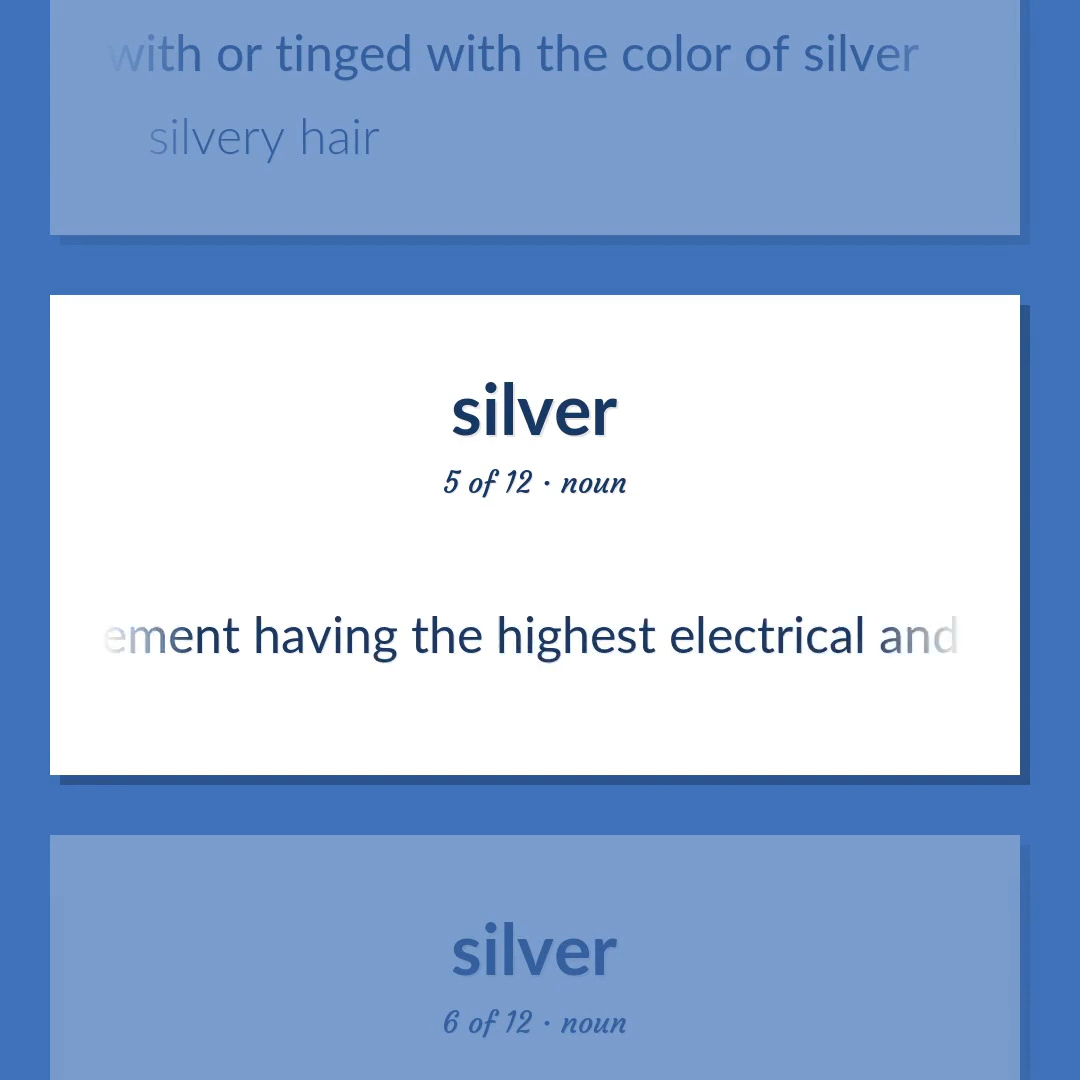 with or tinged with the color of silver
silvery hair
silver
5 of 12 · noun
ement having the highest electrical and
silver
6 of 12 · noun